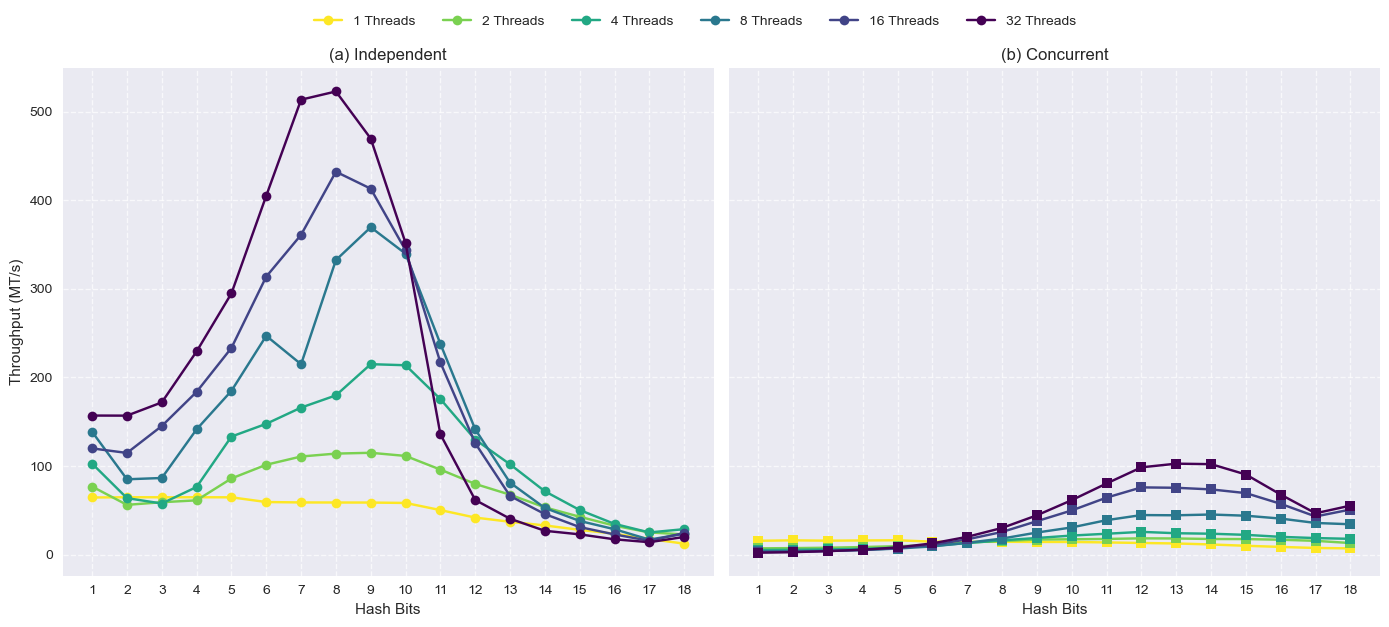 1 Threads 2 Threads 4 Threads 8 Threads 16 Threads 32 Threads
(a) Independent
(b) Concurrent
Throughput (MT/s)
500
400
300
200
100
0
1 2 3 4 5 6 7 8 9 10 11 12 13 14 15 16 17 18
1 2 3 4 5 6 7 8 9 10 11 12 13 14 15 16 17 18
Hash Bits
Hash Bits